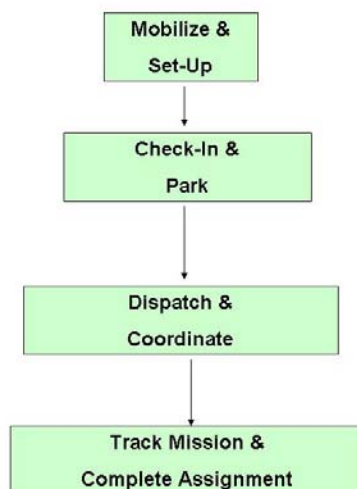 Mobilize &
Set-Up
Check-In &
Park
Dispatch &
Coordinate
Track Mission &
Complete Assignment